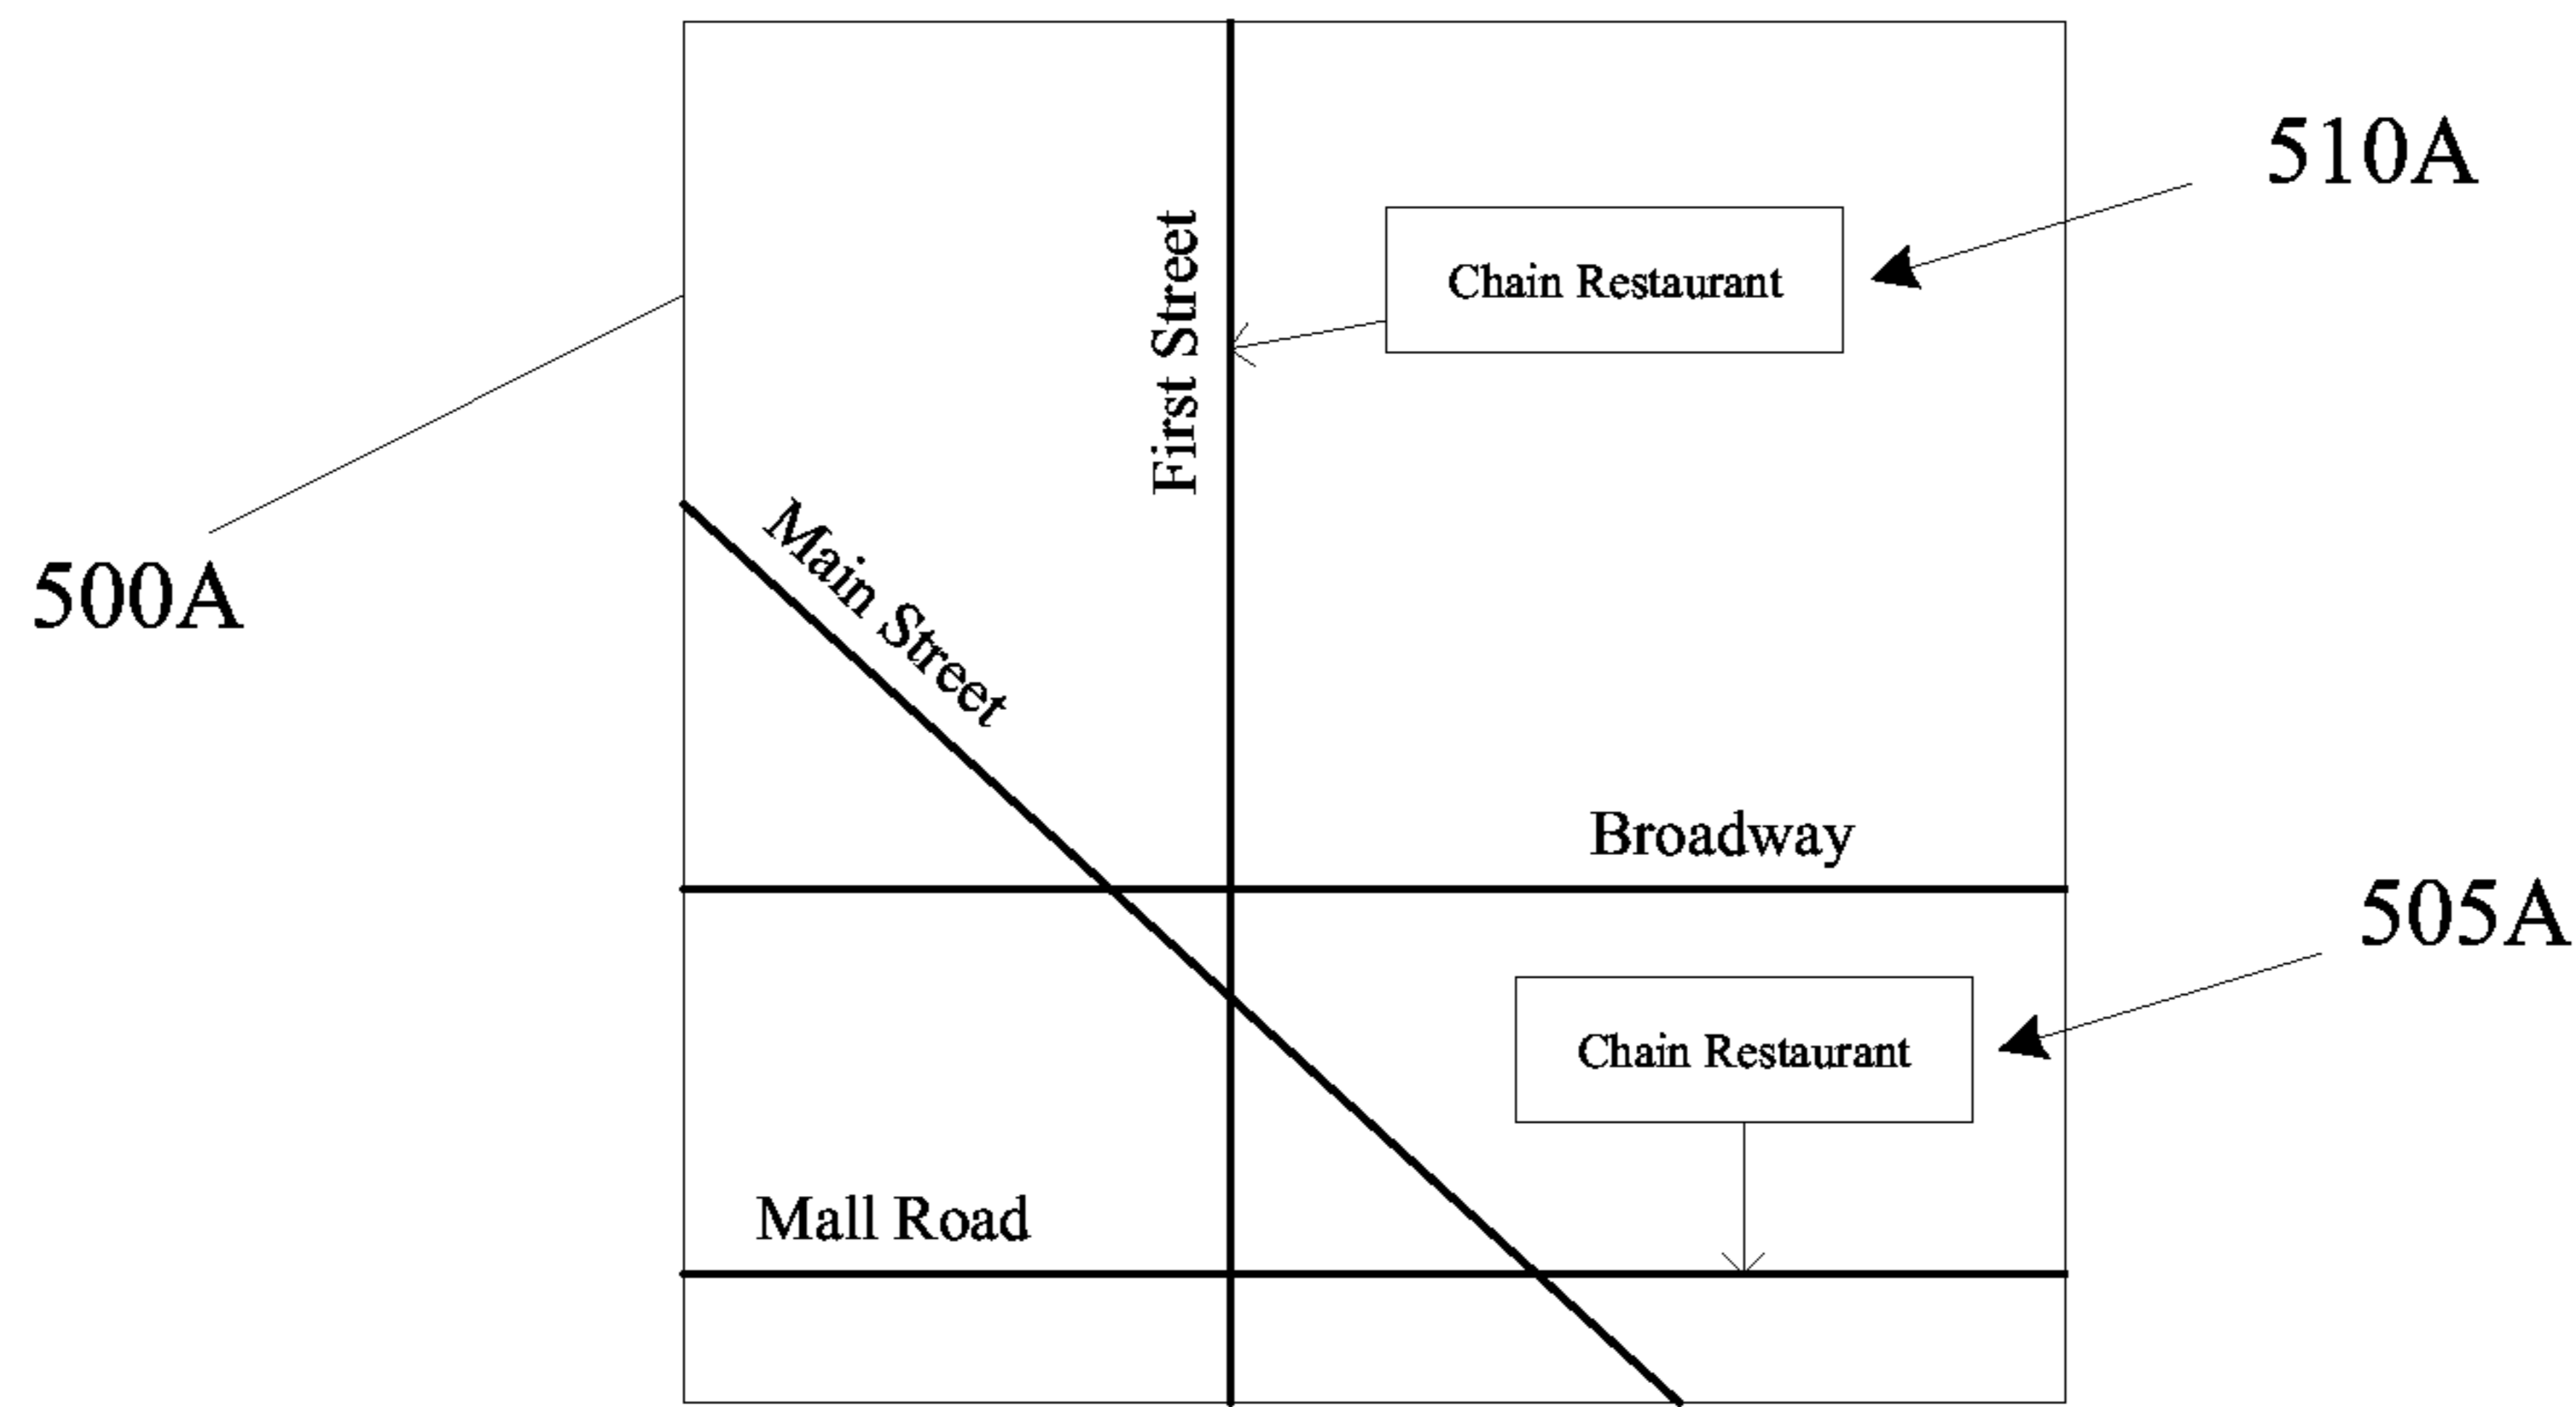 510A
Chain Restaurant
First Street
Main Street
500A
Broadway
505A
Chain Restaurant
Mall Road